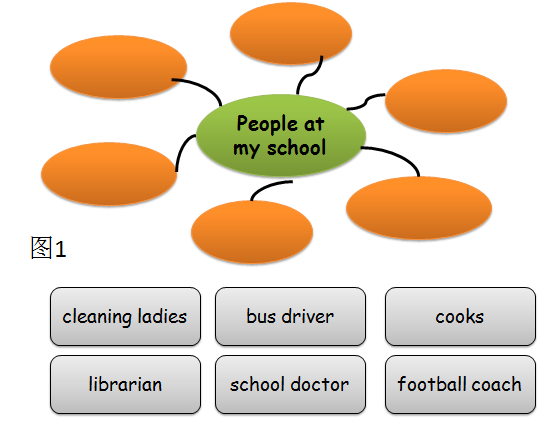 People at
my school
图1
cleaning ladies
bus driver
cooks
librarian
school doctor
football coach